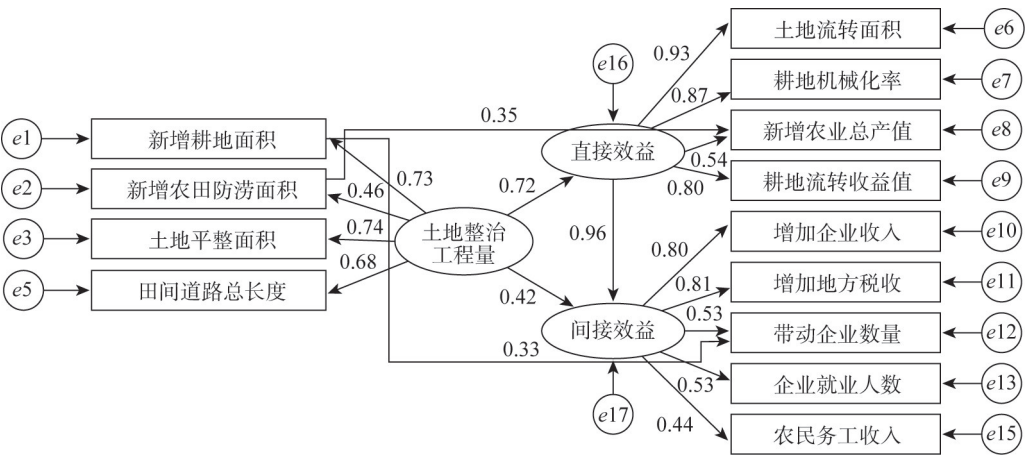 土地流转面积
e6
e16
0.93
耕地机械化率
e7
0.87
0.35
e1
新增耕地面积
新增农业总产值
e8
直接效益
0.54
e2
新增农田防涝面积
0.46
0.73
0.72
0.80
耕地流转收益值
e9
e3
土地平整面积
0.74
土地整治
工程量
0.96
0.80
增加企业收入
e10
0.68
e5
田间道路总长度
0.42
0.81
增加地方税收
e11
0.53
间接效益
带动企业数量
e12
0.33
0.53
企业就业人数
e13
e17
0.44
农民务工收入
e15